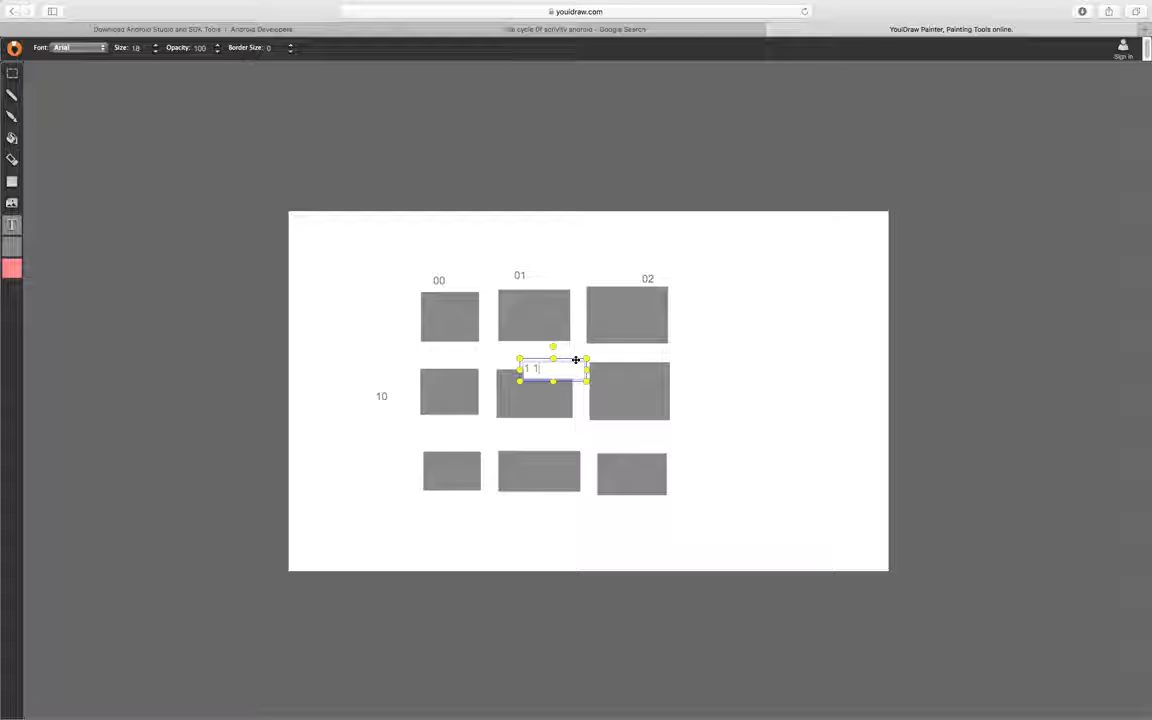 youidraw.com
Download Android Studio and SDK Tools | Android Developers
life cycle 0f activity android - Google Search
YouiDraw Painter, Painting Tools online.
Font: Arial Size: 18 Opacity: 100 Border Size: 0
Sign In
T
00 01 02
1 1
10